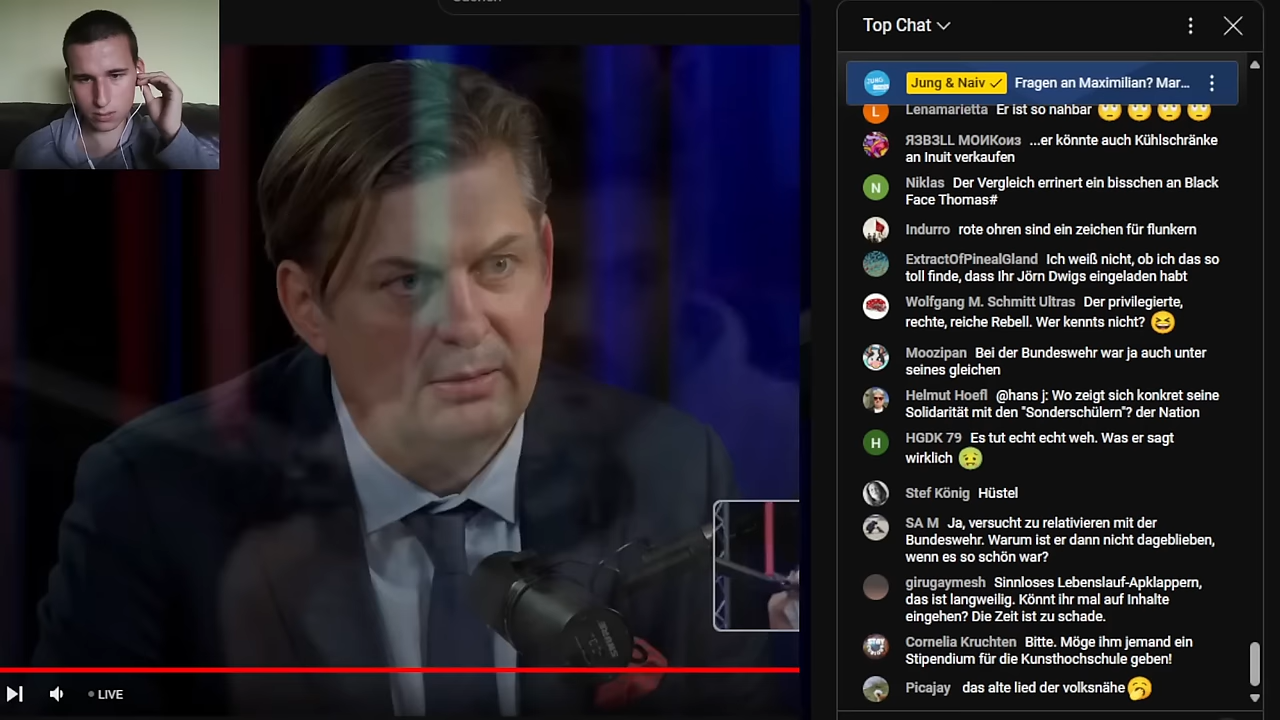 Top Chat
Jung & Naiv Fragen an Maximilian? Mar...
Lenamarietta Er ist so nahbar 🙄 🙄 🙄 🙄
ЯЗВ3LL MOИKoиз ...er könnte auch Kühlschränke
an Inuit verkaufen
Niklas Der Vergleich errinert ein bisschen an Black
Face Thomas#
Indurro rote ohren sind ein zeichen für flunkern
ExtractOfPinealGland Ich weiß nicht, ob ich das so
toll finde, dass Ihr Jörn Dwigs eingeladen habt
Wolfgang M. Schmitt Ultras Der privilegierte,
rechte, reiche Rebell. Wer kennts nicht? 😆
Moozipan Bei der Bundeswehr war ja auch unter
seines gleichen
Helmut Hoefl @hans j: Wo zeigt sich konkret seine
Solidarität mit den "Sonderschülern"? der Nation
HGDK 79 Es tut echt echt weh. Was er sagt
wirklich 🤢
Stef König Hüstel
SA M Ja, versucht zu relativieren mit der
Bundeswehr. Warum ist er dann nicht dageblieben,
wenn es so schön war?
girugaymesh Sinnloses Lebenslauf-Apklappern,
das ist langweilig. Könnt ihr mal auf Inhalte
eingehen? Die Zeit ist zu schade.
Cornelia Kruchten Bitte. Möge ihm jemand ein
Stipendium für die Kunsthochschule geben!
Picajay das alte lied der volksnähe 🥱
LIVE
SHURE